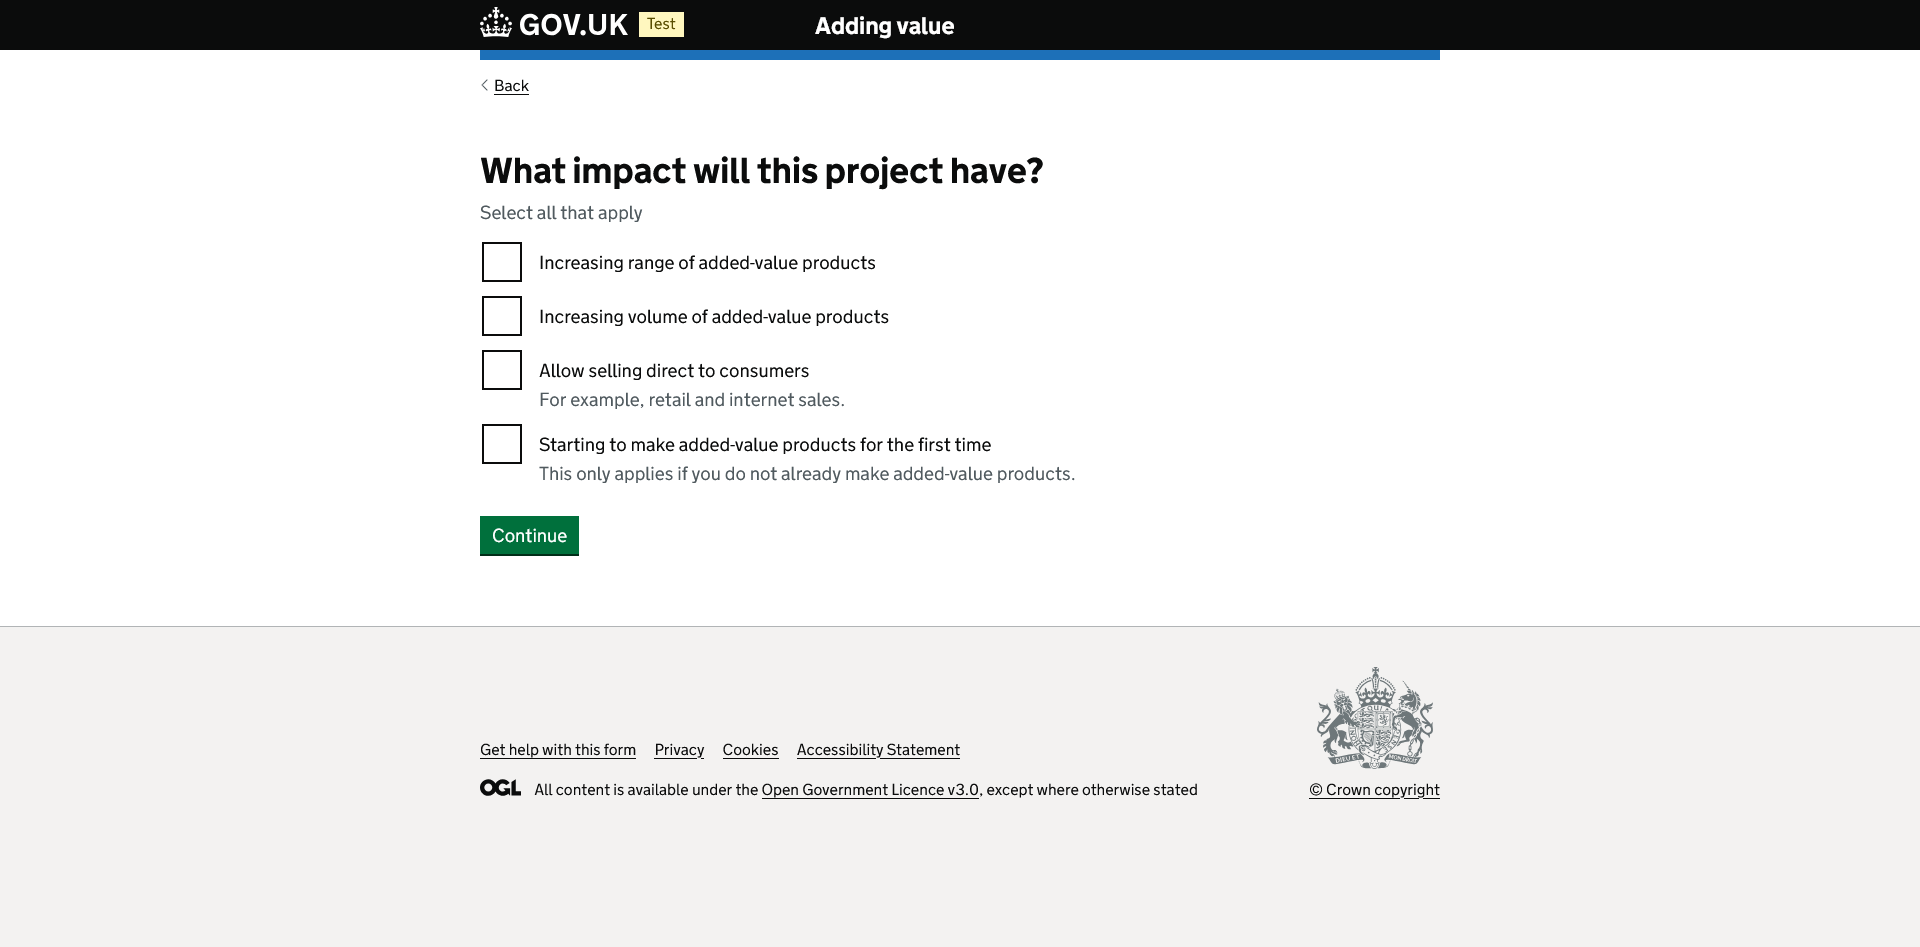 GOV.UK Test Adding value
Back
What impact will this project have?
Select all that apply
Increasing range of added-value products
Increasing volume of added-value products
Allow selling direct to consumers
For example, retail and internet sales.
Starting to make added-value products for the first time
This only applies if you do not already make added-value products.
Continue
Get help with this form Privacy Cookies Accessibility Statement
OGL All content is available under the Open Government Licence v3.0, except where otherwise stated
© Crown copyright